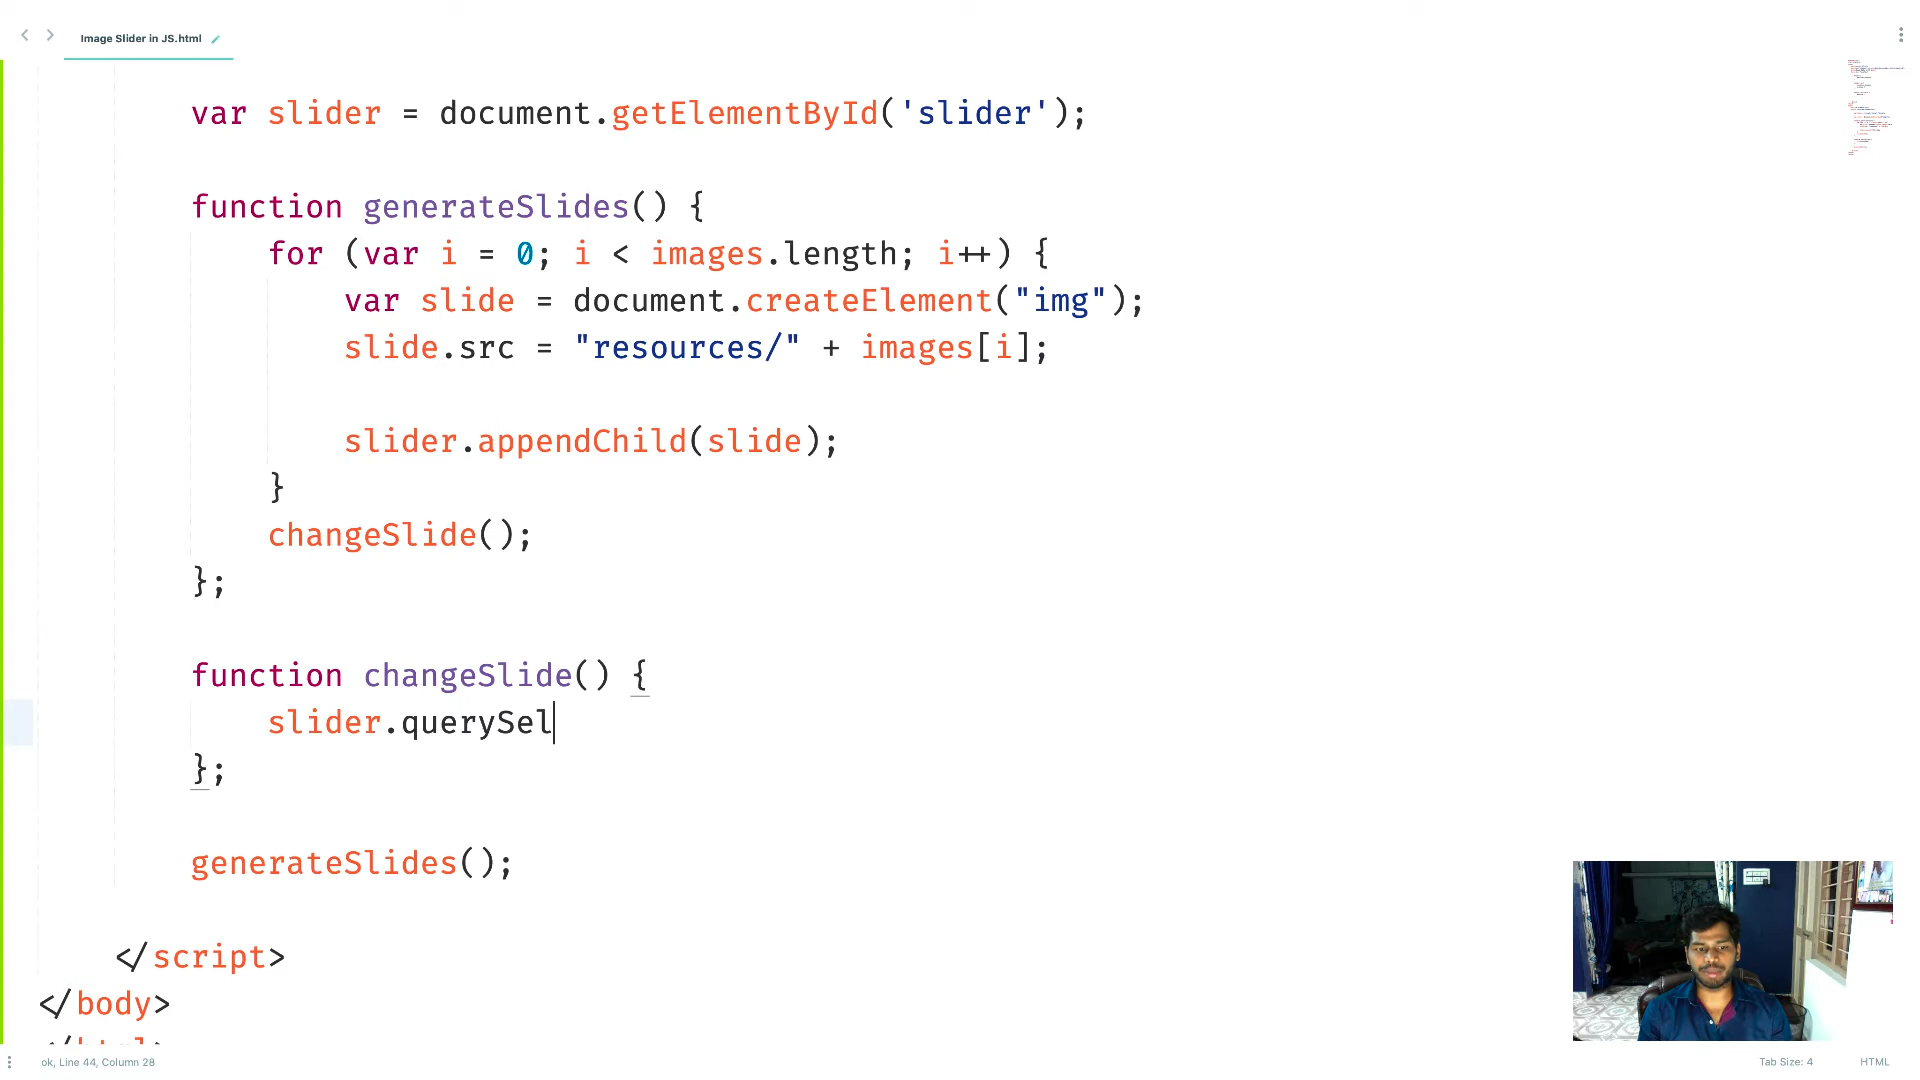 Image Slider in JS.html
var slider = document.getElementById('slider');
function generateSlides() {
for (var i = 0; i < images.length; i++) {
var slide = document.createElement("img");
slide.src = "resources/" + images[i];
slider.appendChild(slide);
}
changeSlide();
};
function changeSlide() {
slider.querySel
};
generateSlides();
</script>
</body>
</html>
ok, Line 44, Column 28
Tab Size: 4
HTML